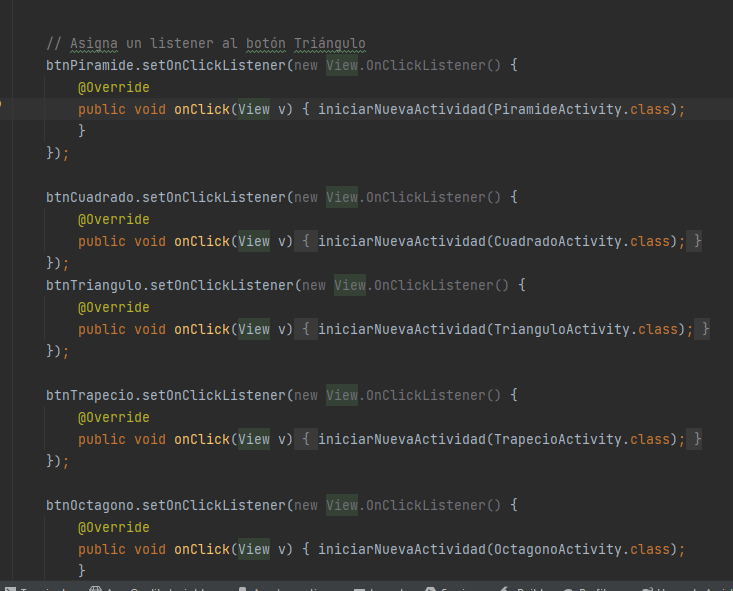 // Asigna un listener al botón Triángulo
btnPiramide.setOnClickListener(new View.OnClickListener() {
@Override
public void onClick(View v) { iniciarNuevaActividad(PiramideActivity.class);
}
});
btnCuadrado.setOnClickListener(new View.OnClickListener() {
@Override
public void onClick(View v) { iniciarNuevaActividad(CuadradoActivity.class); }
});
btnTriangulo.setOnClickListener(new View.OnClickListener() {
@Override
public void onClick(View v) { iniciarNuevaActividad(TrianguloActivity.class); }
});
btnTrapecio.setOnClickListener(new View.OnClickListener() {
@Override
public void onClick(View v) { iniciarNuevaActividad(TrapecioActivity.class); }
});
btnOctagono.setOnClickListener(new View.OnClickListener() {
@Override
public void onClick(View v) { iniciarNuevaActividad(OctagonoActivity.class);
}